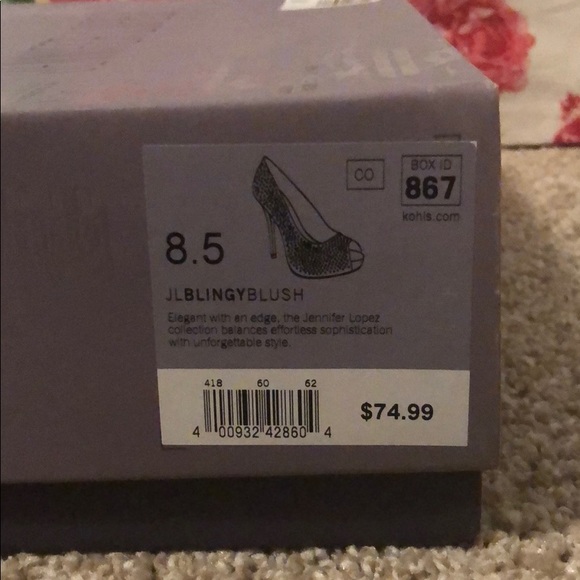 CO
BOX ID
867
kohls.com
8.5
JLBLINGYBLUSH
Elegant with an edge, the Jennifer Lopez
collection balances effortless sophistication
with unforgettable style.
418 60 62
4 00932 42860 4
$74.99